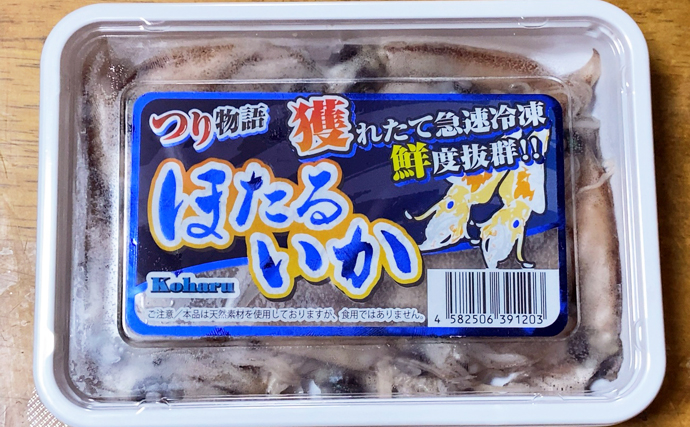 つり物語
獲れたて急速冷凍
鮮度抜群!!
ほたる
いか
Koharu
ご注意／本品は天然素材を使用しておりますが、食用ではありません。
4 582506 391203